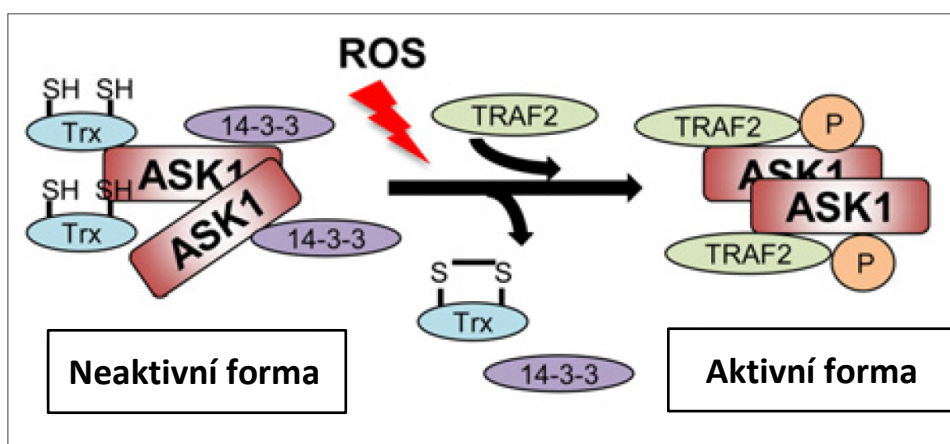 ROS
SH SH
Trx
14-3-3
ASK1
SH SH
Trx
ASK1
14-3-3
TRAF2
S S
Trx
14-3-3
TRAF2
P
ASK1
ASK1
TRAF2
P
Neaktivní forma
Aktivní forma